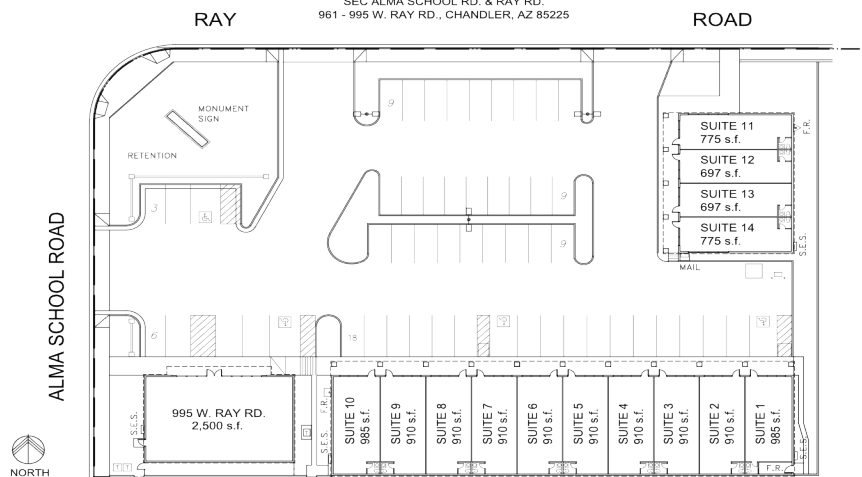 SEC ALMA SCHOOL RD. & RAY RD.
961 - 995 W. RAY RD., CHANDLER, AZ 85225
RAY
ROAD
ALMA SCHOOL ROAD
MONUMENT
SIGN
RETENTION
9
9
9
3
6
18
SUITE 11
775 s.f.
SUITE 12
697 s.f.
SUITE 13
697 s.f.
SUITE 14
775 s.f.
F.R.
S.E.S.
MAIL
995 W. RAY RD.
2,500 s.f.
S.E.S.
F.R.
S.E.S.
SUITE 10
985 s.f.
SUITE 9
910 s.f.
SUITE 8
910 s.f.
SUITE 7
910 s.f.
SUITE 6
910 s.f.
SUITE 5
910 s.f.
SUITE 4
910 s.f.
SUITE 3
910 s.f.
SUITE 2
910 s.f.
SUITE 1
985 s.f.
F.R.
S.E.S.
NORTH